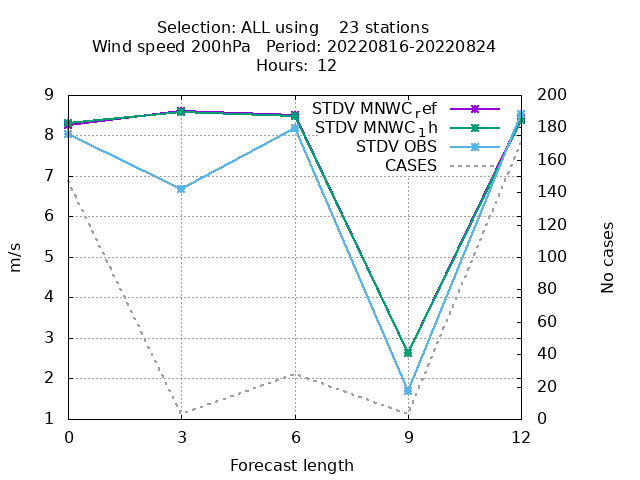 Selection: ALL using    23 stations
Wind speed 200hPa   Period: 20220816-20220824
Hours: 12
STDV MNWC_ref
STDV MNWC_1h
STDV OBS
CASES
9
8
7
6
5
4
3
2
1
m/s
200
180
160
140
120
100
80
60
40
20
0
No cases
0 3 6 9 12
Forecast length